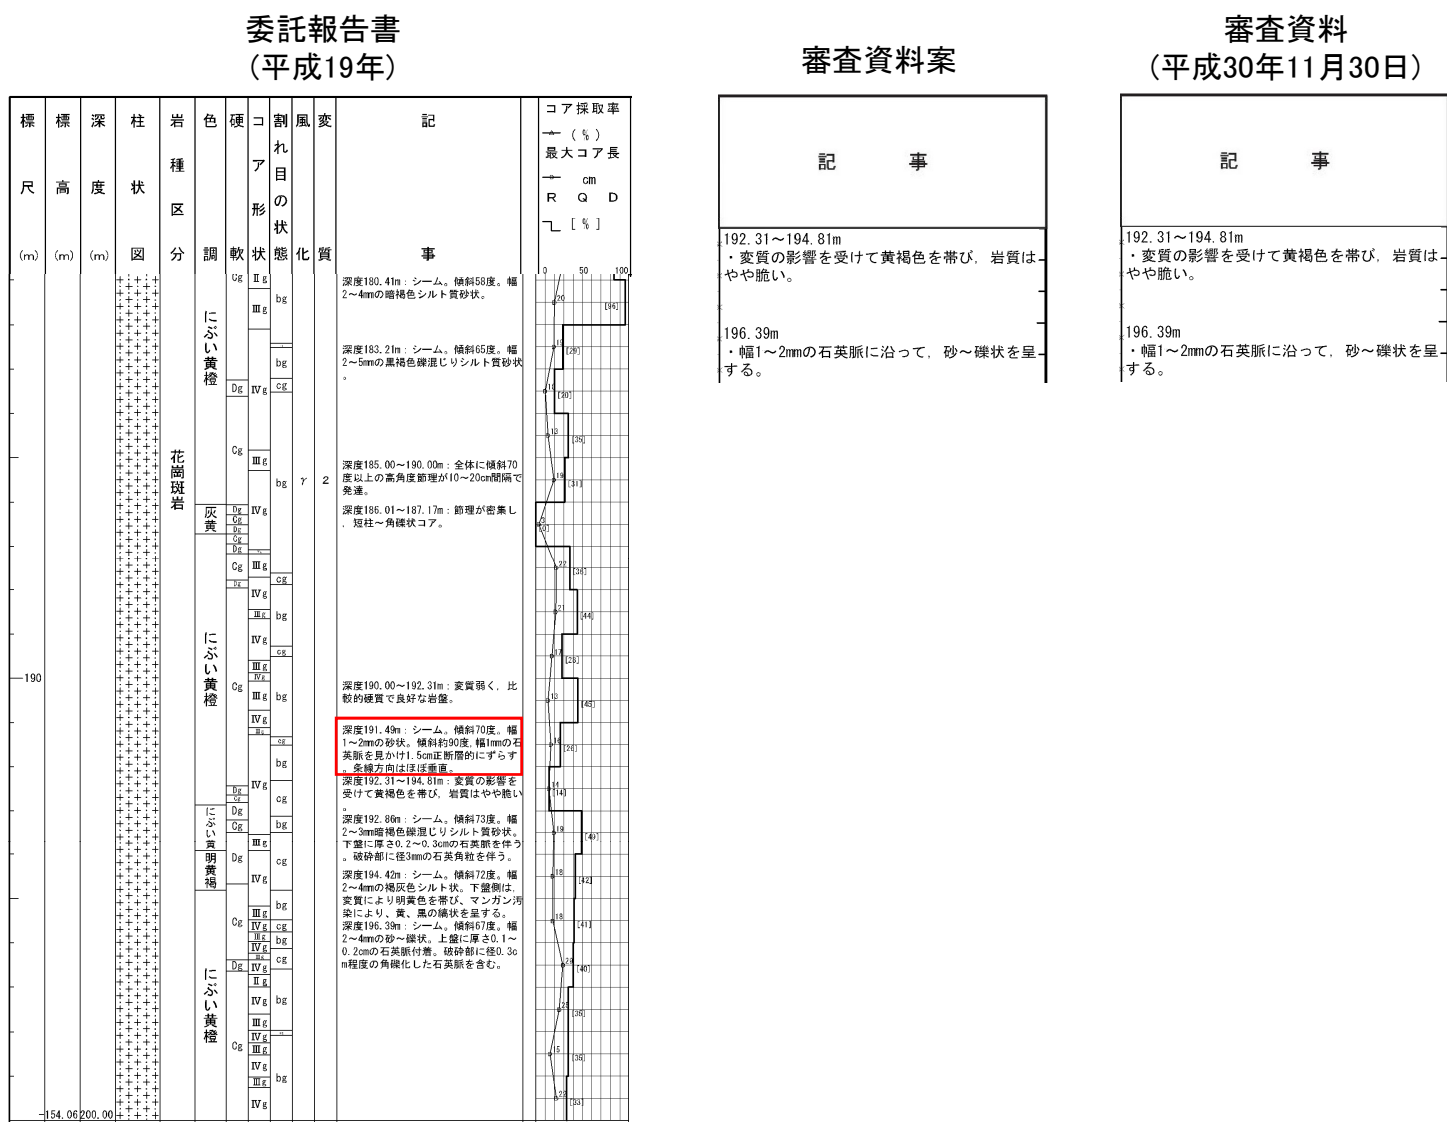 委託報告書
(平成19年)
審査資料案
審査資料
(平成30年11月30日)
標尺(m)
標高(m)
深度(m)
柱状図
岩種区分
色調
硬軟
コア形状
割れ目の状態
風化
変質
記事
コア採取率
(%)
最大コア長
cm
R Q D
[%]
0 50 100
深度180.41m：シーム。傾斜58度。幅
2～4mmの暗褐色シルト質砂状。
深度183.21m：シーム。傾斜65度。幅
2～5mmの黒褐色礫混じりシルト質砂状
。
深度185.00～190.00m：全体に傾斜70
度以上の高角度節理が10～20cm間隔で
発達。
深度186.01～187.17m：節理が密集し
、短柱～角礫状コア。
深度190.00～192.31m：変質弱く、比
較的硬質で良好な岩盤。
深度191.49m：シーム。傾斜70度。幅
1～2mmの砂状。傾斜約90度,幅1mmの石
英脈を見かけ1.5cm正断層的にずらす
。条線方向はほぼ垂直。
深度192.31～194.81m：変質の影響を
受けて黄褐色を帯び、岩質はやや脆い
。
深度192.86m：シーム。傾斜73度。幅
2～3mm暗褐色礫混じりシルト質砂状。
下盤に厚さ0.2～0.3cmの石英脈を伴う
。破砕部に径3mmの石英角粒を伴う。
深度194.42m：シーム。傾斜72度。幅
2～4mmの褐灰色シルト状。下盤側は、
変質により明黄色を帯び、マンガン汚
染により、黄、黒の縞状を呈する。
深度196.39m：シーム。傾斜67度。幅
2～4mmの砂～礫状。上盤に厚さ0.1～
0.2cmの石英脈付着。破砕部に径0.3c
m程度の角礫化した石英脈を含む。
にぶい黄橙
灰黄
にぶい黄橙
にぶい黄
明黄褐
にぶい黄橙
花崗斑岩
γ
2
190
-154.06
200.00
記 事
192.31～194.81m
・変質の影響を受けて黄褐色を帯び，岩質は
やや脆い。
196.39m
・幅1～2mmの石英脈に沿って，砂～礫状を呈
する。
記 事
192.31～194.81m
・変質の影響を受けて黄褐色を帯び，岩質は
やや脆い。
196.39m
・幅1～2mmの石英脈に沿って，砂～礫状を呈
する。